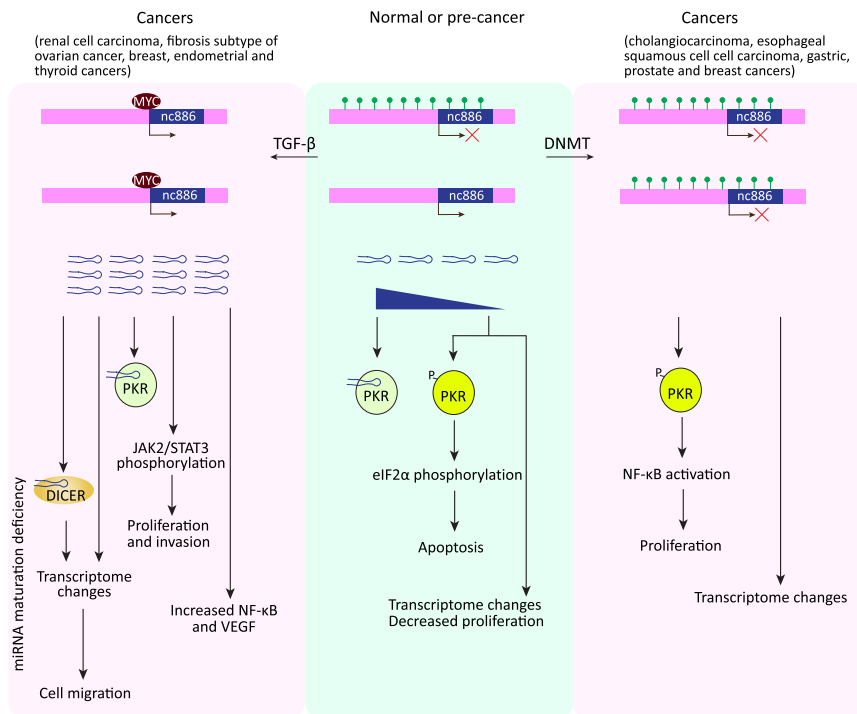 Cancers
(renal cell carcinoma, fibrosis subtype of
ovarian cancer, breast, endometrial and
thyroid cancers)
Normal or pre-cancer
Cancers
(cholangiocarcinoma, esophageal
squamous cell cell carcinoma, gastric,
prostate and breast cancers)
MYC
nc886
MYC
nc886
TGF-β
nc886
nc886
DNMT
nc886
nc886
PKR
JAK2/STAT3
phosphorylation
Proliferation
and invasion
DICER
miRNA maturation deficiency
Transcriptome
changes
Cell migration
Increased NF-κB
and VEGF
PKR
P
PKR
eIF2α phosphorylation
Apoptosis
Transcriptome changes
Decreased proliferation
P
PKR
NF-κB activation
Proliferation
Transcriptome changes